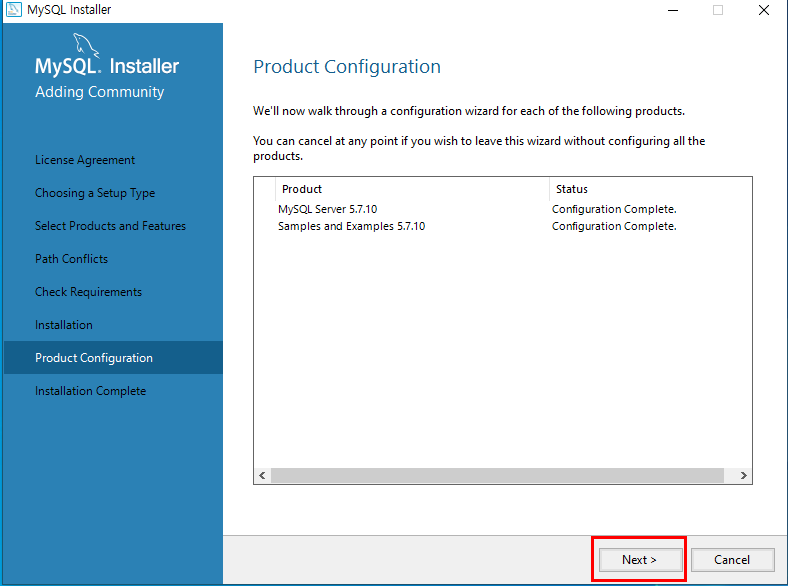 MySQL Installer
MySQL. Installer
Adding Community
License Agreement
Choosing a Setup Type
Select Products and Features
Path Conflicts
Check Requirements
Installation
Product Configuration
Installation Complete
Product Configuration
We'll now walk through a configuration wizard for each of the following products.
You can cancel at any point if you wish to leave this wizard without configuring all the
products.
Product Status
MySQL Server 5.7.10 Configuration Complete.
Samples and Examples 5.7.10 Configuration Complete.
Next >
Cancel